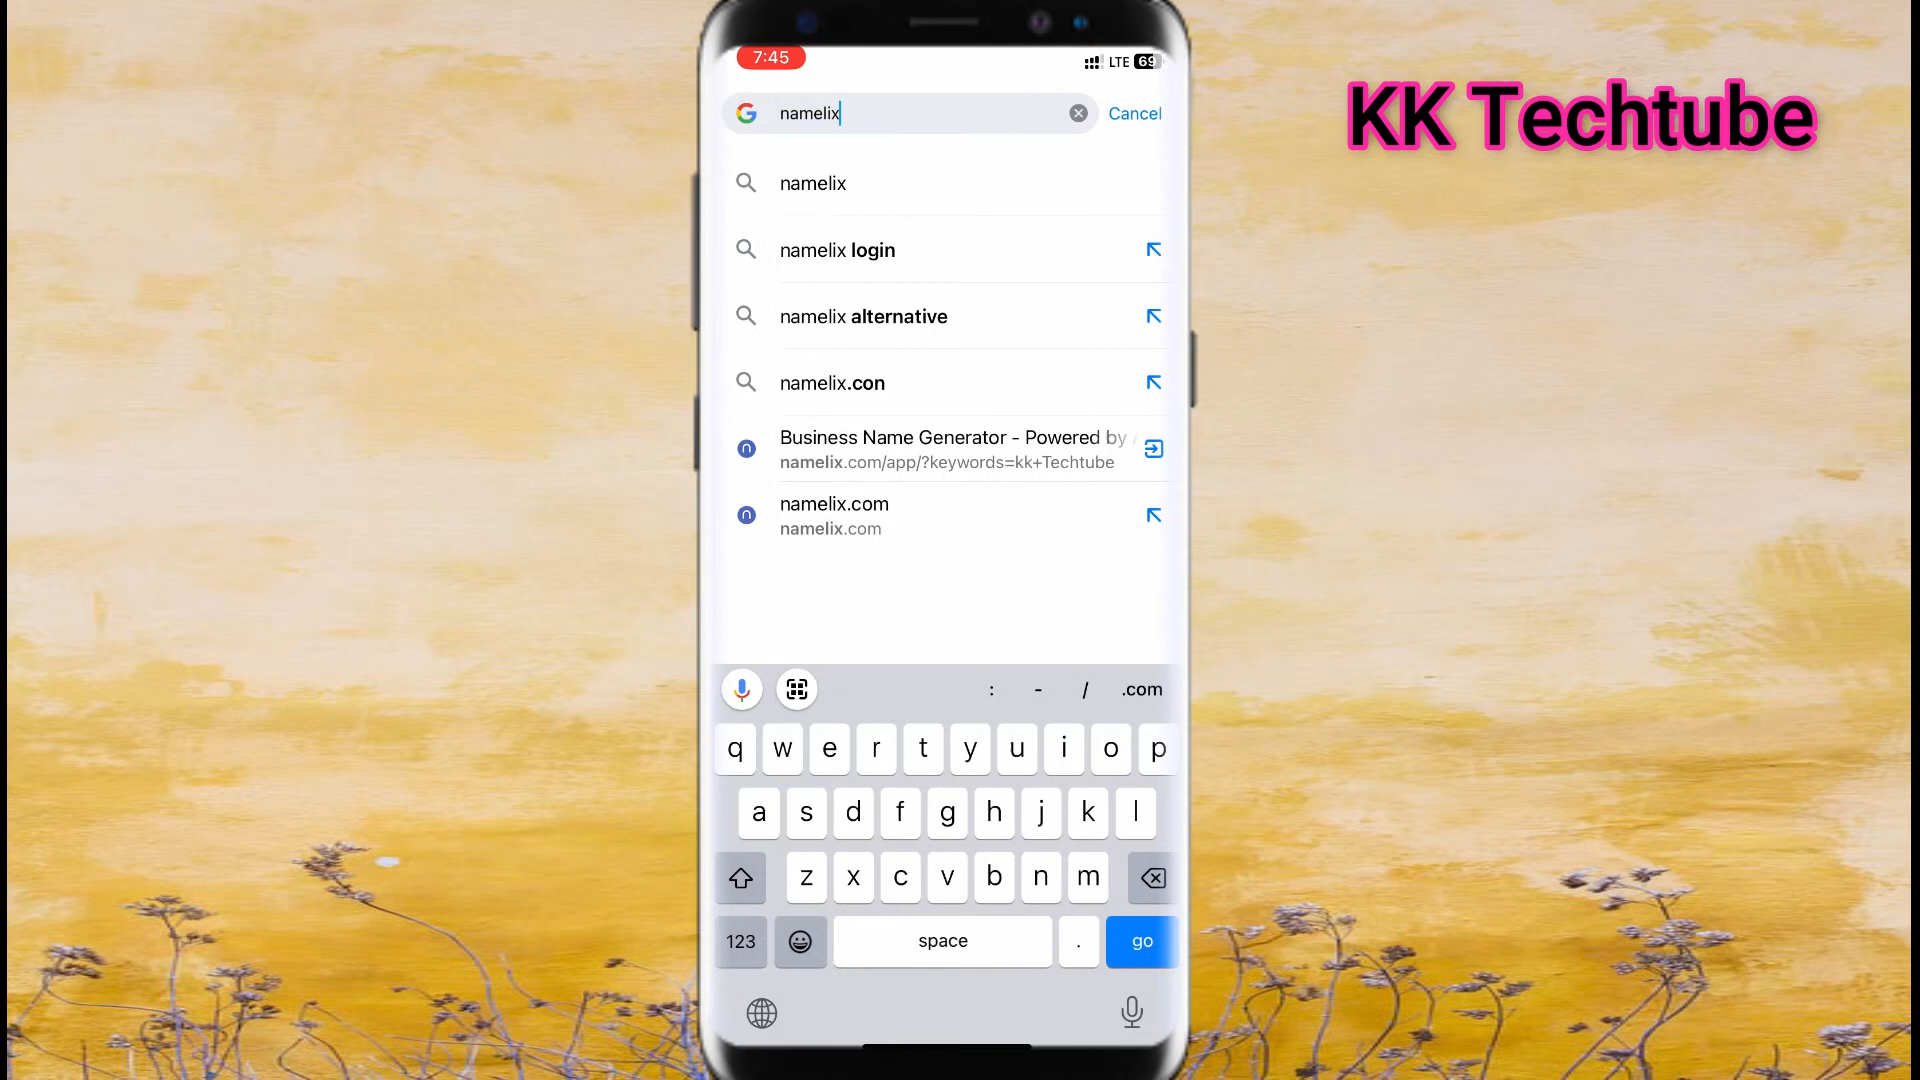 KK Techtube
7:45
LTE 69
namelix
Cancel
namelix
namelix login
namelix alternative
namelix.con
Business Name Generator - Powered by
namelix.com/app/?keywords=kk+Techtube
namelix.com
namelix.com
: - / .com
q w e r t y u i o p
a s d f g h j k l
z x c v b n m
123 space . go